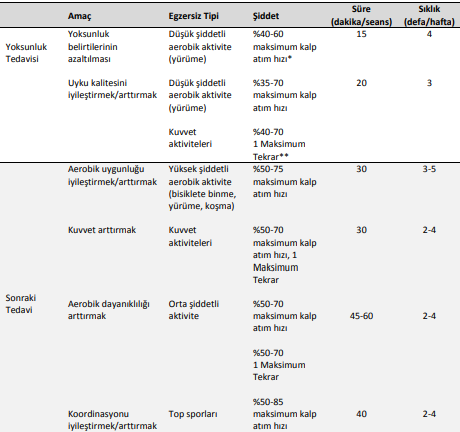 Amaç Egzersiz Tipi Şiddet Süre (dakika/seans) Sıklık (defa/hafta)
Yoksunluk Tedavisi
Yoksunluk belirtilerinin azaltılması
Düşük şiddetli aerobik aktivite (yürüme)
%40-60 maksimum kalp atım hızı*
15
4
Uyku kalitesini iyileştirmek/arttırmak
Düşük şiddetli aerobik aktivite (yürüme)
%35-70 maksimum kalp atım hızı
20
3
Kuvvet aktiviteleri
%40-70 1 Maksimum Tekrar**
Sonraki Tedavi
Aerobik uygunluğu iyileştirmek/arttırmak
Yüksek şiddetli aerobik aktivite (bisiklete binme, yürüme, koşma)
%50-75 maksimum kalp atım hızı
30
3-5
Kuvvet arttırmak
Kuvvet aktiviteleri
%50-70 maksimum kalp atım hızı, 1 Maksimum Tekrar
30
2-4
Aerobik dayanıklılığı arttırmak
Orta şiddetli aktivite
%50-70 maksimum kalp atım hızı
45-60
2-4
%50-70 1 Maksimum Tekrar
Koordinasyonu iyileştirmek/arttırmak
Top sporları
%50-85 maksimum kalp atım hızı
40
2-4